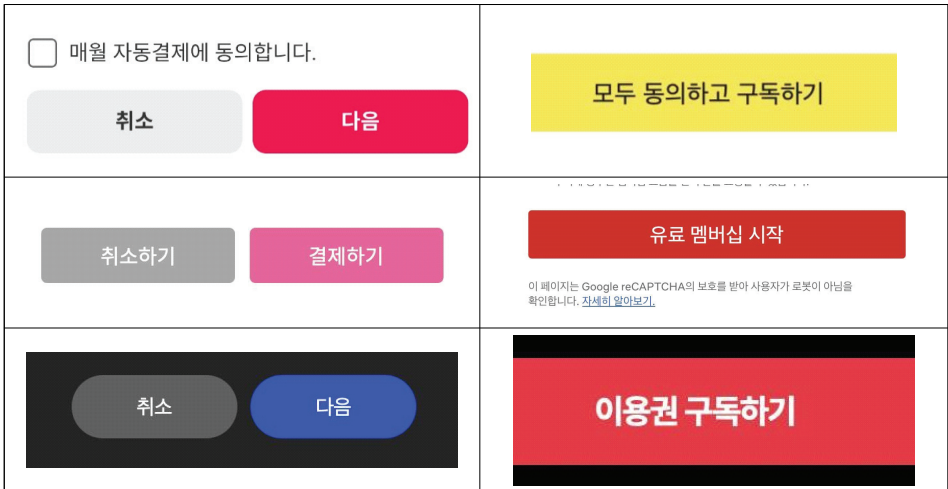 매월 자동결제에 동의합니다.
취소 다음
모두 동의하고 구독하기
취소하기 결제하기
유료 멤버십 시작
이 페이지는 Google reCAPTCHA의 보호를 받아 사용자가 로봇이 아님을
확인합니다. 자세히 알아보기.
취소 다음
이용권 구독하기